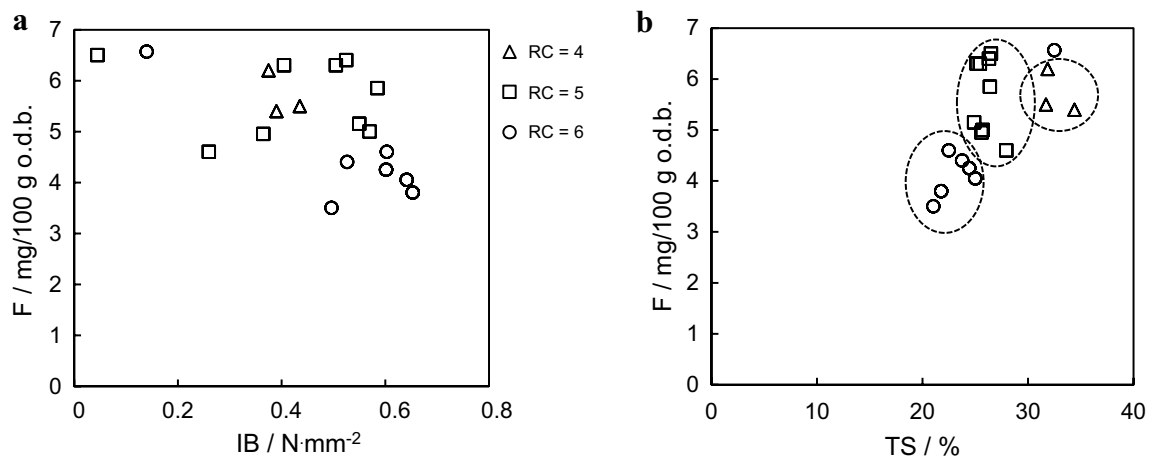 a
7
6
5
4
3
2
1
0
F / mg/100 g o.d.b.
0 0.2 0.4 0.6 0.8
IB / N·mm-2
RC = 4
RC = 5
RC = 6
b
7
6
5
4
3
2
1
0
F / mg/100 g o.d.b.
0 10 20 30 40
TS / %